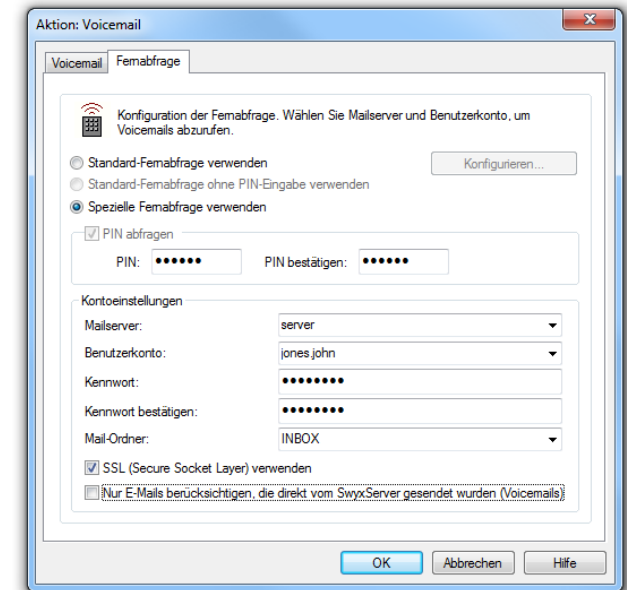 Aktion: Voicemail
Voicemail
Fernabfrage
Konfiguration der Fernabfrage. Wählen Sie Mailserver und Benutzerkonto, um
Voicemails abzurufen.
Standard-Fernabfrage verwenden
Konfigurieren...
Standard-Fernabfrage ohne PIN-Eingabe verwenden
Spezielle Fernabfrage verwenden
PIN abfragen
PIN: ●●●●●● PIN bestätigen: ●●●●●●
Kontoeinstellungen
Mailserver: server
Benutzerkonto: jones.john
Kennwort: ●●●●●●●●
Kennwort bestätigen: ●●●●●●●●
Mail-Ordner: INBOX
SSL (Secure Socket Layer) verwenden
Nur E-Mails berücksichtigen, die direkt vom SwyxServer gesendet wurden (Voicemails)
OK Abbrechen Hilfe